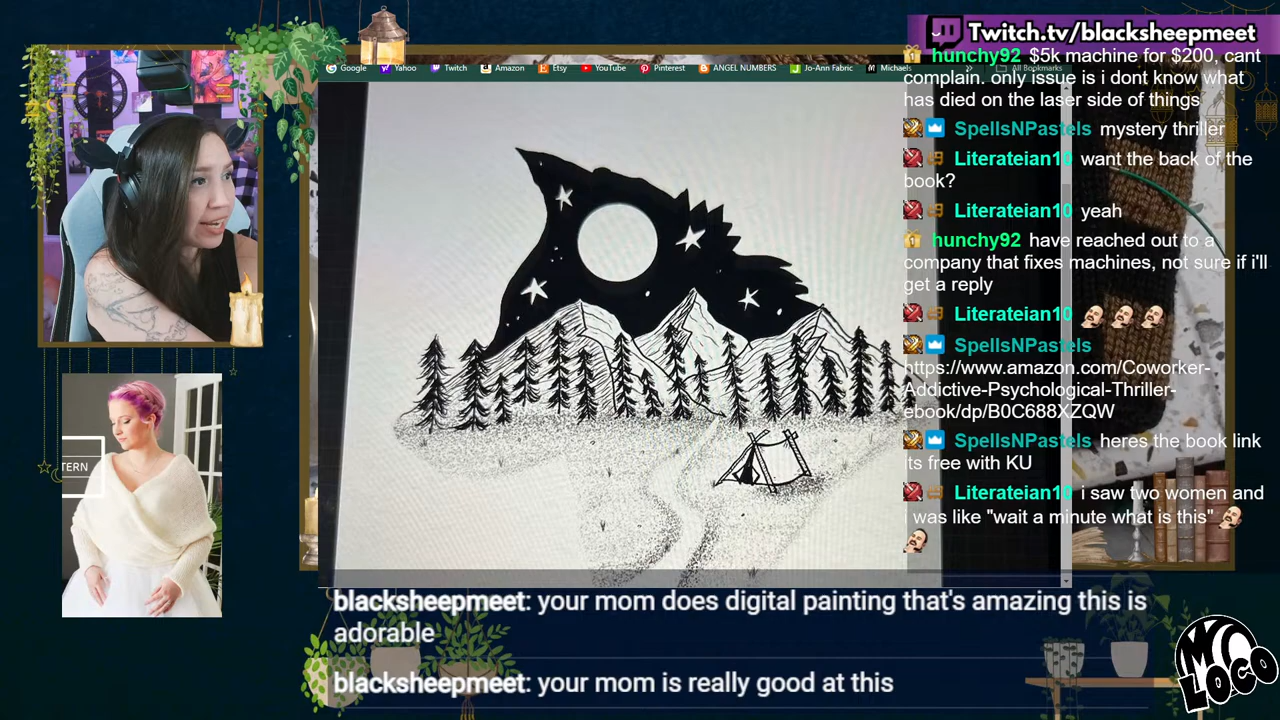 Twitch.tv/blacksheepmeet
Google Yahoo Twitch Amazon Etsy YouTube Pinterest ANGEL NUMBERS Jo-Ann Fabric Michaels
All Bookmarks
hunchy92 $5k machine for $200, cant
complain. only issue is i dont know what
has died on the laser side of things
SpellsNPastels mystery thriller
Literateian10 want the back of the
book?
Literateian10 yeah
hunchy92 have reached out to a
company that fixes machines, not sure if i'll
get a reply
Literateian10
SpellsNPastels
https://www.amazon.com/Coworker-
Addictive-Psychological-Thriller-
ebook/dp/B0C688XZQW
SpellsNPastels heres the book link
its free with KU
Literateian10 i saw two women and
i was like "wait a minute what is this"
TERN
blacksheepmeet: your mom does digital painting that's amazing this is
adorable
blacksheepmeet: your mom is really good at this
MC
LOCO